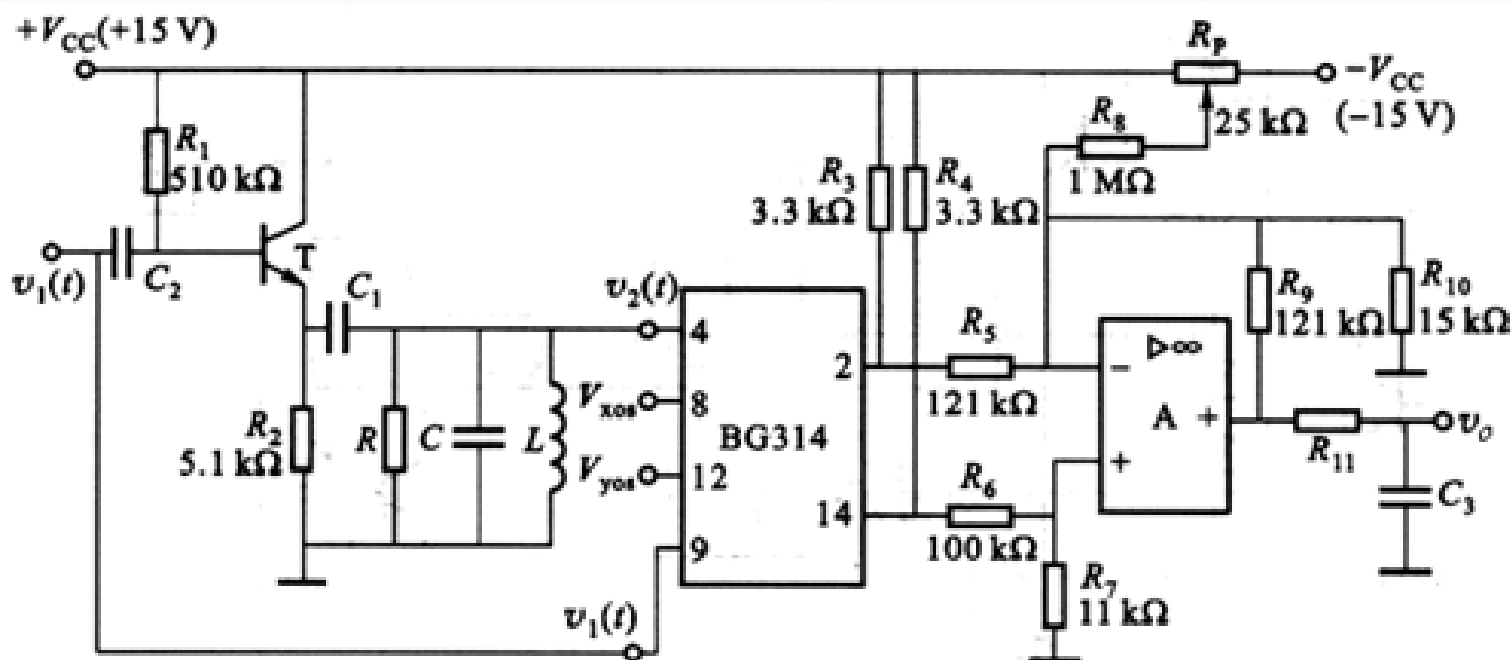 +V_CC(+15 V)
R_P
−V_CC
(−15 V)
25 kΩ
R_8
1 MΩ
R_1
510 kΩ
R_3
3.3 kΩ
R_4
3.3 kΩ
T
v_1(t)
C_2
C_1
v_2(t)
R_9
121 kΩ
R_10
15 kΩ
4
2
R_5
121 kΩ
▷∞
−
A
+
+
V_xos
8
BG314
R_2
5.1 kΩ
R
C
L
V_yos
12
14
9
R_6
100 kΩ
R_11
v_o
C_3
R_7
11 kΩ
v_1(t)